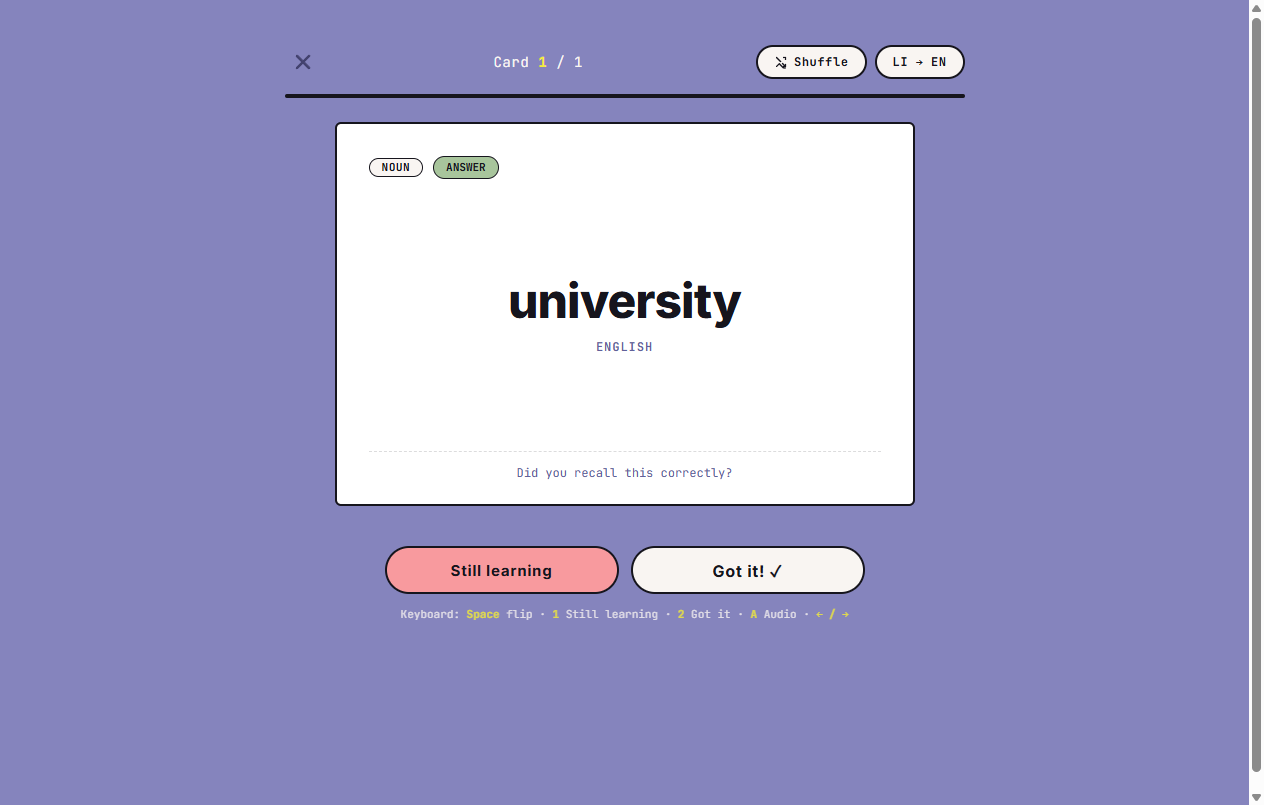 Card 1 / 1
Shuffle
LI → EN
NOUN
ANSWER
university
ENGLISH
Did you recall this correctly?
Still learning
Got it! ✓
Keyboard: Space flip · 1 Still learning · 2 Got it · A Audio · ← / →